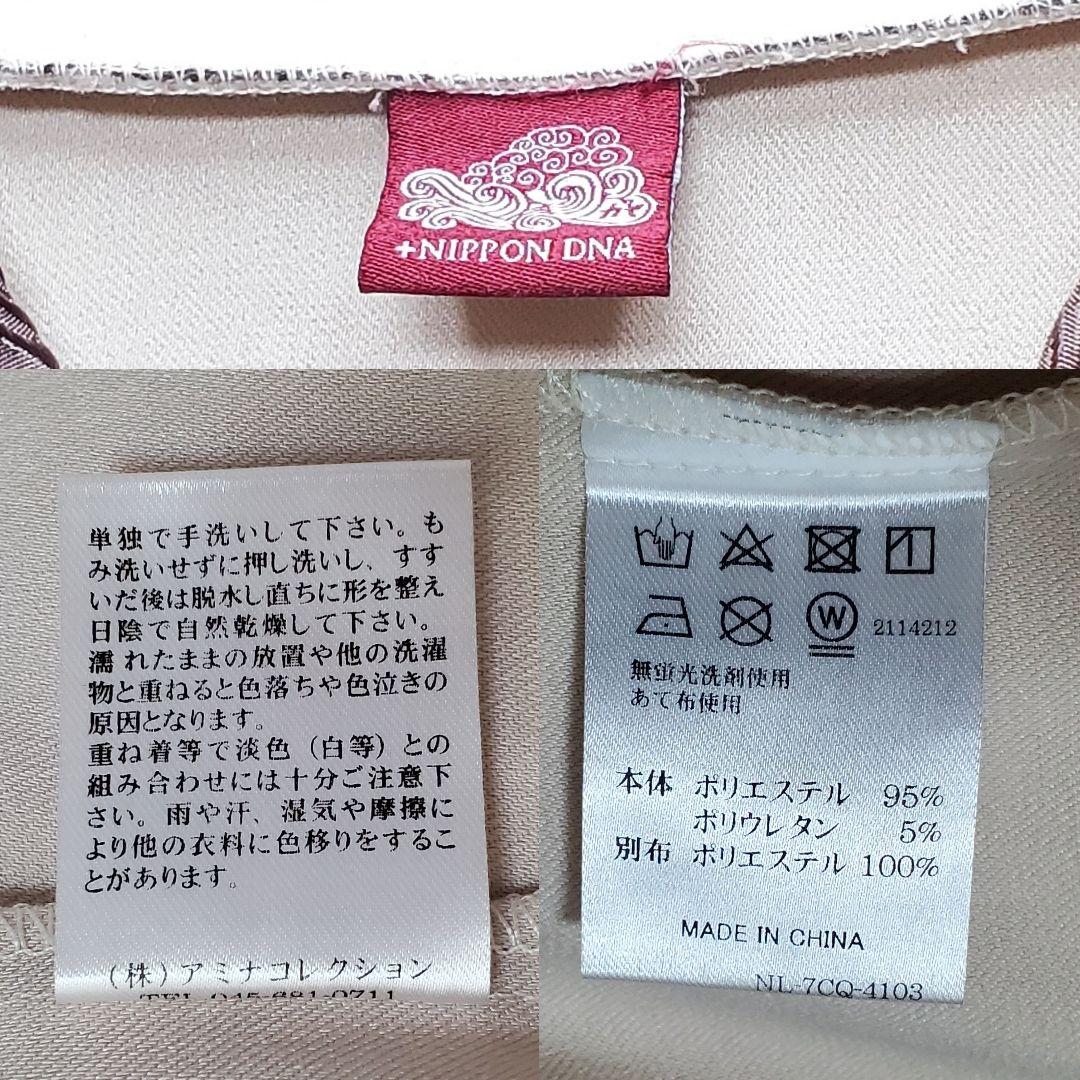 +NIPPON DNA
単独で手洗いして下さい。も
み洗いせずに押し洗いし、すす
いだ後は脱水し直ちに形を整え
日陰で自然乾燥して下さい。
濡れたままの放置や他の洗濯
物と重ねると色落ちや色泣きの
原因となります。
重ね着等で淡色（白等）との
組み合わせには十分ご注意下
さい。雨や汗、湿気や摩擦に
より他の衣料に色移りをするこ
とがあります。
（株）アミナコレクション
TEL 045-681-0711
W 2114212
無蛍光洗剤使用
あて布使用
本体 ポリエステル 95%
ポリウレタン 5%
別布 ポリエステル 100%
MADE IN CHINA
NL-7CQ-4103